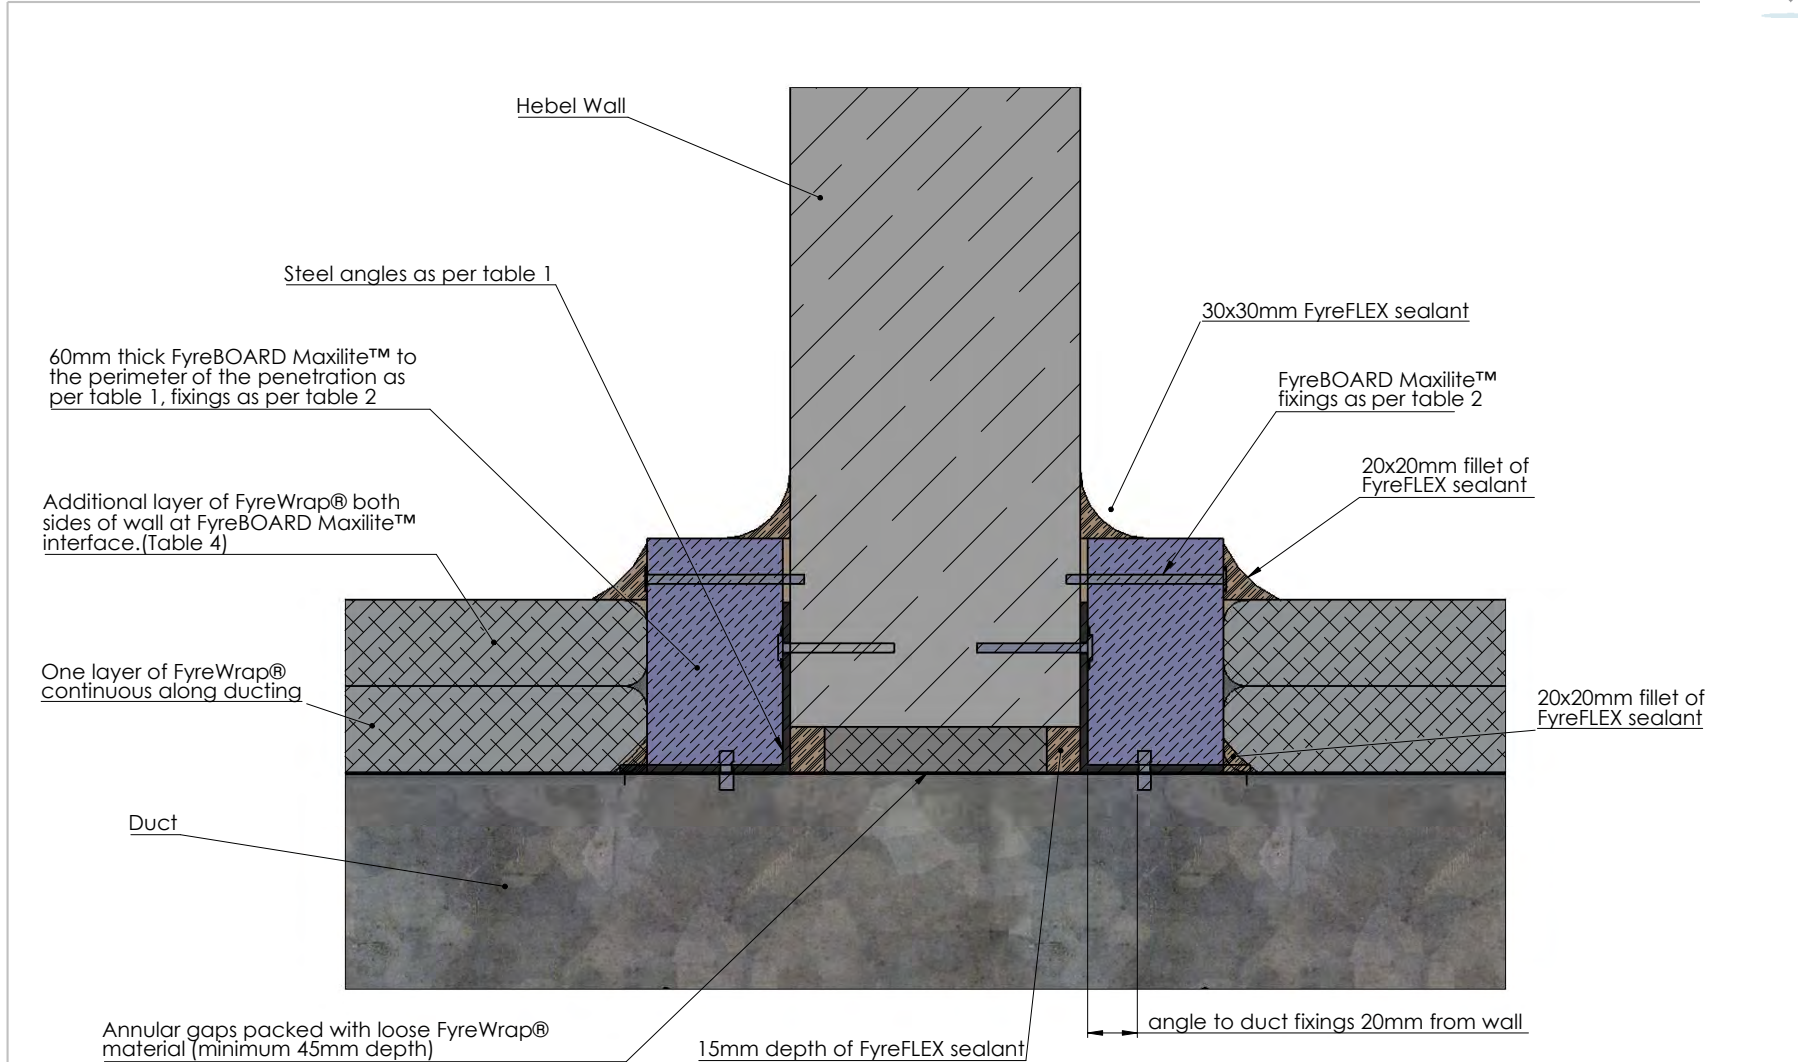 Hebel Wall
Steel angles as per table 1
30x30mm FyreFLEX sealant
60mm thick FyreBOARD Maxilite™ to
the perimeter of the penetration as
per table 1, fixings as per table 2
FyreBOARD Maxilite™
fixings as per table 2
20x20mm fillet of
FyreFLEX sealant
Additional layer of FyreWrap® both
sides of wall at FyreBOARD Maxilite™
interface.(Table 4)
One layer of FyreWrap®
continuous along ducting
20x20mm fillet of
FyreFLEX sealant
Duct
Annular gaps packed with loose FyreWrap®
material (minimum 45mm depth)
15mm depth of FyreFLEX sealant
angle to duct fixings 20mm from wall